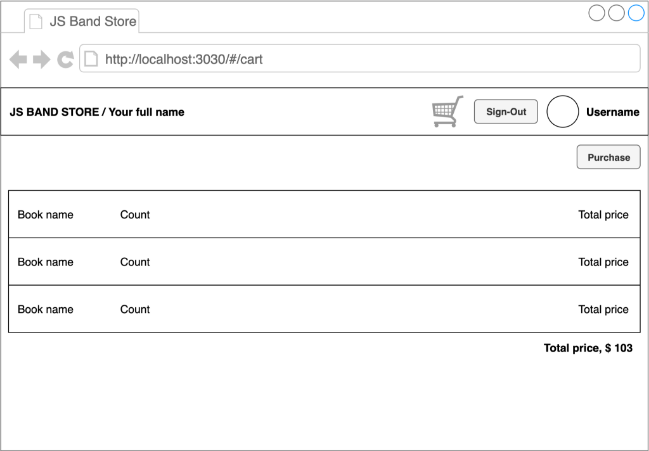 JS Band Store
http://localhost:3030/#/cart
JS BAND STORE / Your full name
Sign-Out
Username
Purchase
Book name Count Total price
Book name Count Total price
Book name Count Total price
Total price, $ 103